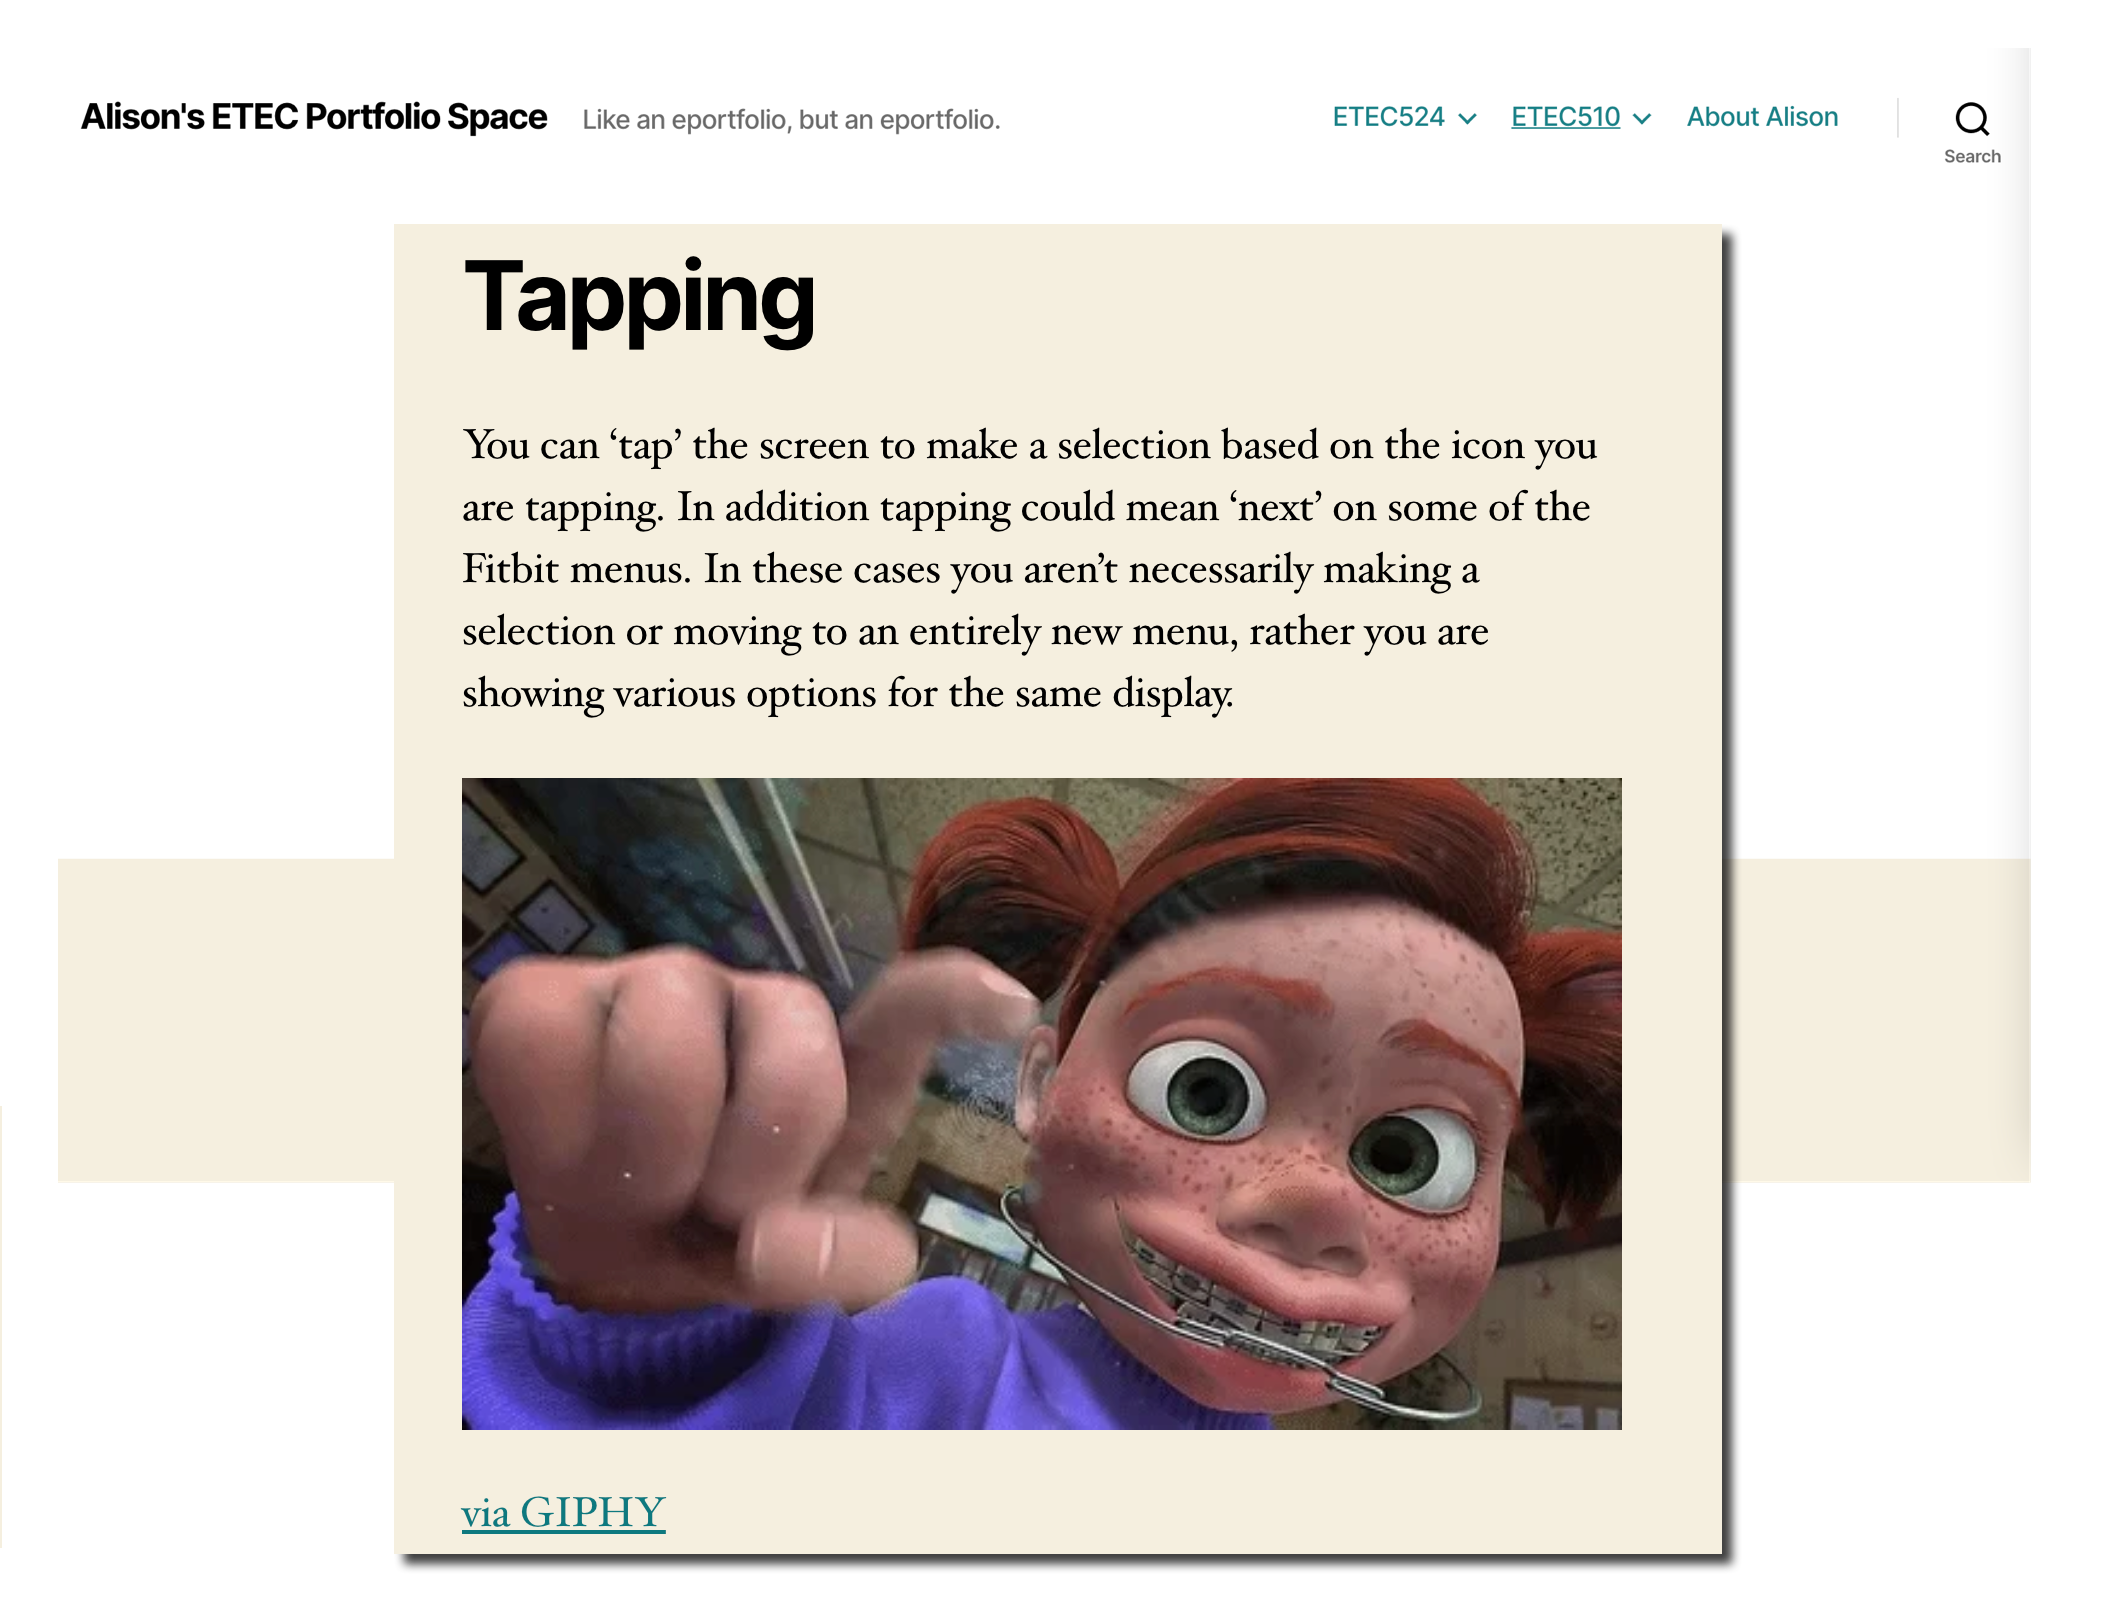 Alison's ETEC Portfolio Space Like an eportfolio, but an eportfolio. ETEC524 ETEC510 About Alison
Search
Tapping
You can ‘tap’ the screen to make a selection based on the icon you
are tapping. In addition tapping could mean ‘next’ on some of the
Fitbit menus. In these cases you aren’t necessarily making a
selection or moving to an entirely new menu, rather you are
showing various options for the same display.
via GIPHY